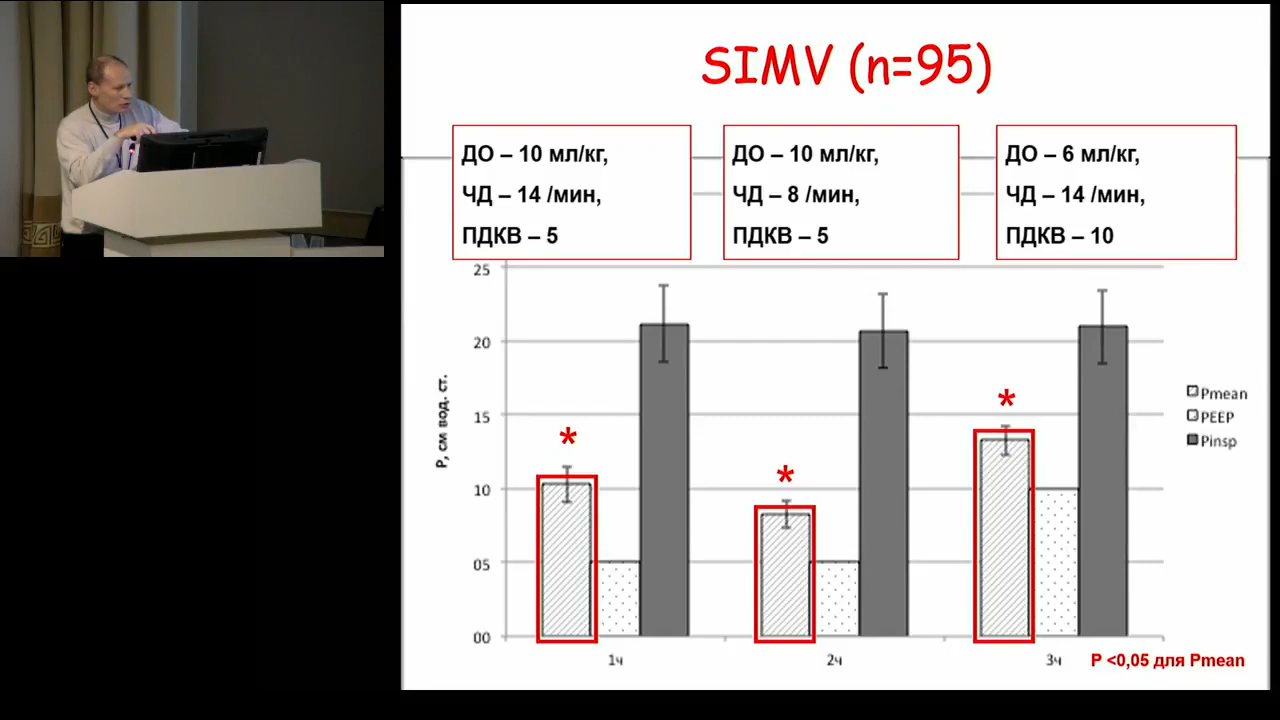 SIMV (n=95)
ДО – 10 мл/кг,
ЧД – 14 /мин,
ПДКВ – 5
ДО – 10 мл/кг,
ЧД – 8 /мин,
ПДКВ – 5
ДО – 6 мл/кг,
ЧД – 14 /мин,
ПДКВ – 10
P, см вод. ст.
25
20
15
10
05
00
*
*
*
1ч
2ч
3ч
Pmean
PEEP
Pinsp
P <0,05 для Pmean